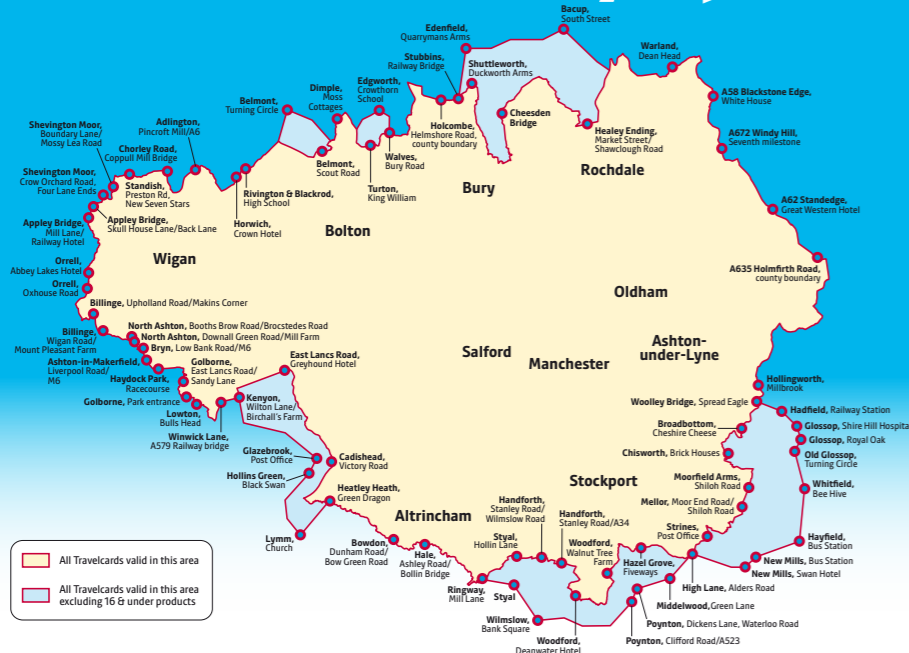 Bacup,
South Street
Edenfield,
Quarrymans Arms
Stubbins,
Railway Bridge
Shuttleworth,
Duckworth Arms
Warland,
Dean Head
Dimple,
Moss
Cottages
Edgworth,
Crowthorn
School
Belmont,
Turning Circle
A58 Blackstone Edge,
White House
Adlington,
Pincroft Mill/A6
Cheesden
Bridge
Holcombe,
Helmshore Road,
county boundary
Healey Ending,
Market Street/
Shawclough Road
A672 Windy Hill,
Seventh milestone
Shevington Moor,
Boundary Lane/
Mossy Lea Road
Chorley Road,
Coppull Mill Bridge
Belmont,
Scout Road
Walves,
Bury Road
Turton,
King William
Shevington Moor,
Crow Orchard Road,
Four Lane Ends
Standish,
Preston Rd,
New Seven Stars
Rivington & Blackrod,
High School
Bury
Rochdale
A62 Standedge,
Great Western Hotel
Appley Bridge,
Skull House Lane/Back Lane
Horwich,
Crown Hotel
Appley Bridge,
Mill Lane/
Railway Hotel
Bolton
Wigan
Orrell,
Abbey Lakes Hotel
A635 Holmfirth Road,
county boundary
Orrell,
Oxhouse Road
Oldham
Billinge, Upholland Road/Makins Corner
Billinge,
Wigan Road/
Mount Pleasant Farm
North Ashton, Booths Brow Road/Brocstedes Road
North Ashton, Downall Green Road/Mill Farm
Bryn, Low Bank Road/M6
Ashton-in-Makerfield,
Liverpool Road/
M6
Golborne,
East Lancs Road/
Sandy Lane
East Lancs Road,
Greyhound Hotel
Salford
Manchester
Ashton-
under-Lyne
Haydock Park,
Racecourse
Golborne, Park entrance
Hollingworth,
Millbrook
Lowton,
Bulls Head
Kenyon,
Wilton Lane/
Birchall's Farm
Woolley Bridge, Spread Eagle
Hadfield, Railway Station
Winwick Lane,
A579 Railway bridge
Broadbottom,
Cheshire Cheese
Glossop, Shire Hill Hospita
Glossop, Royal Oak
Glazebrook,
Post Office
Cadishead,
Victory Road
Chisworth, Brick Houses
Old Glossop,
Turning Circle
Hollins Green,
Black Swan
Stockport
Moorfield Arms,
Shiloh Road
Whitfield,
Bee Hive
Heatley Heath,
Green Dragon
Altrincham
Handforth,
Stanley Road/
Wilmslow Road
Handforth,
Stanley Road/A34
Mellor, Moor End Road/
Shiloh Road
Strines,
Post Office
Lymm,
Church
Bowdon,
Dunham Road/
Bow Green Road
Hale,
Ashley Road/
Bollin Bridge
Styal,
Hollin Lane
Woodford,
Walnut Tree
Farm
Hazel Grove,
Fiveways
Hayfield,
Bus Station
New Mills, Bus Station
New Mills, Swan Hotel
Ringway,
Mill Lane
Styal
High Lane, Alders Road
Middlewood, Green Lane
Wilmslow,
Bank Square
Woodford,
Deanwater Hotel
Poynton, Dickens Lane, Waterloo Road
Poynton, Clifford Road/A523
All Travelcards valid in this area
All Travelcards valid in this area
excluding 16 & under products